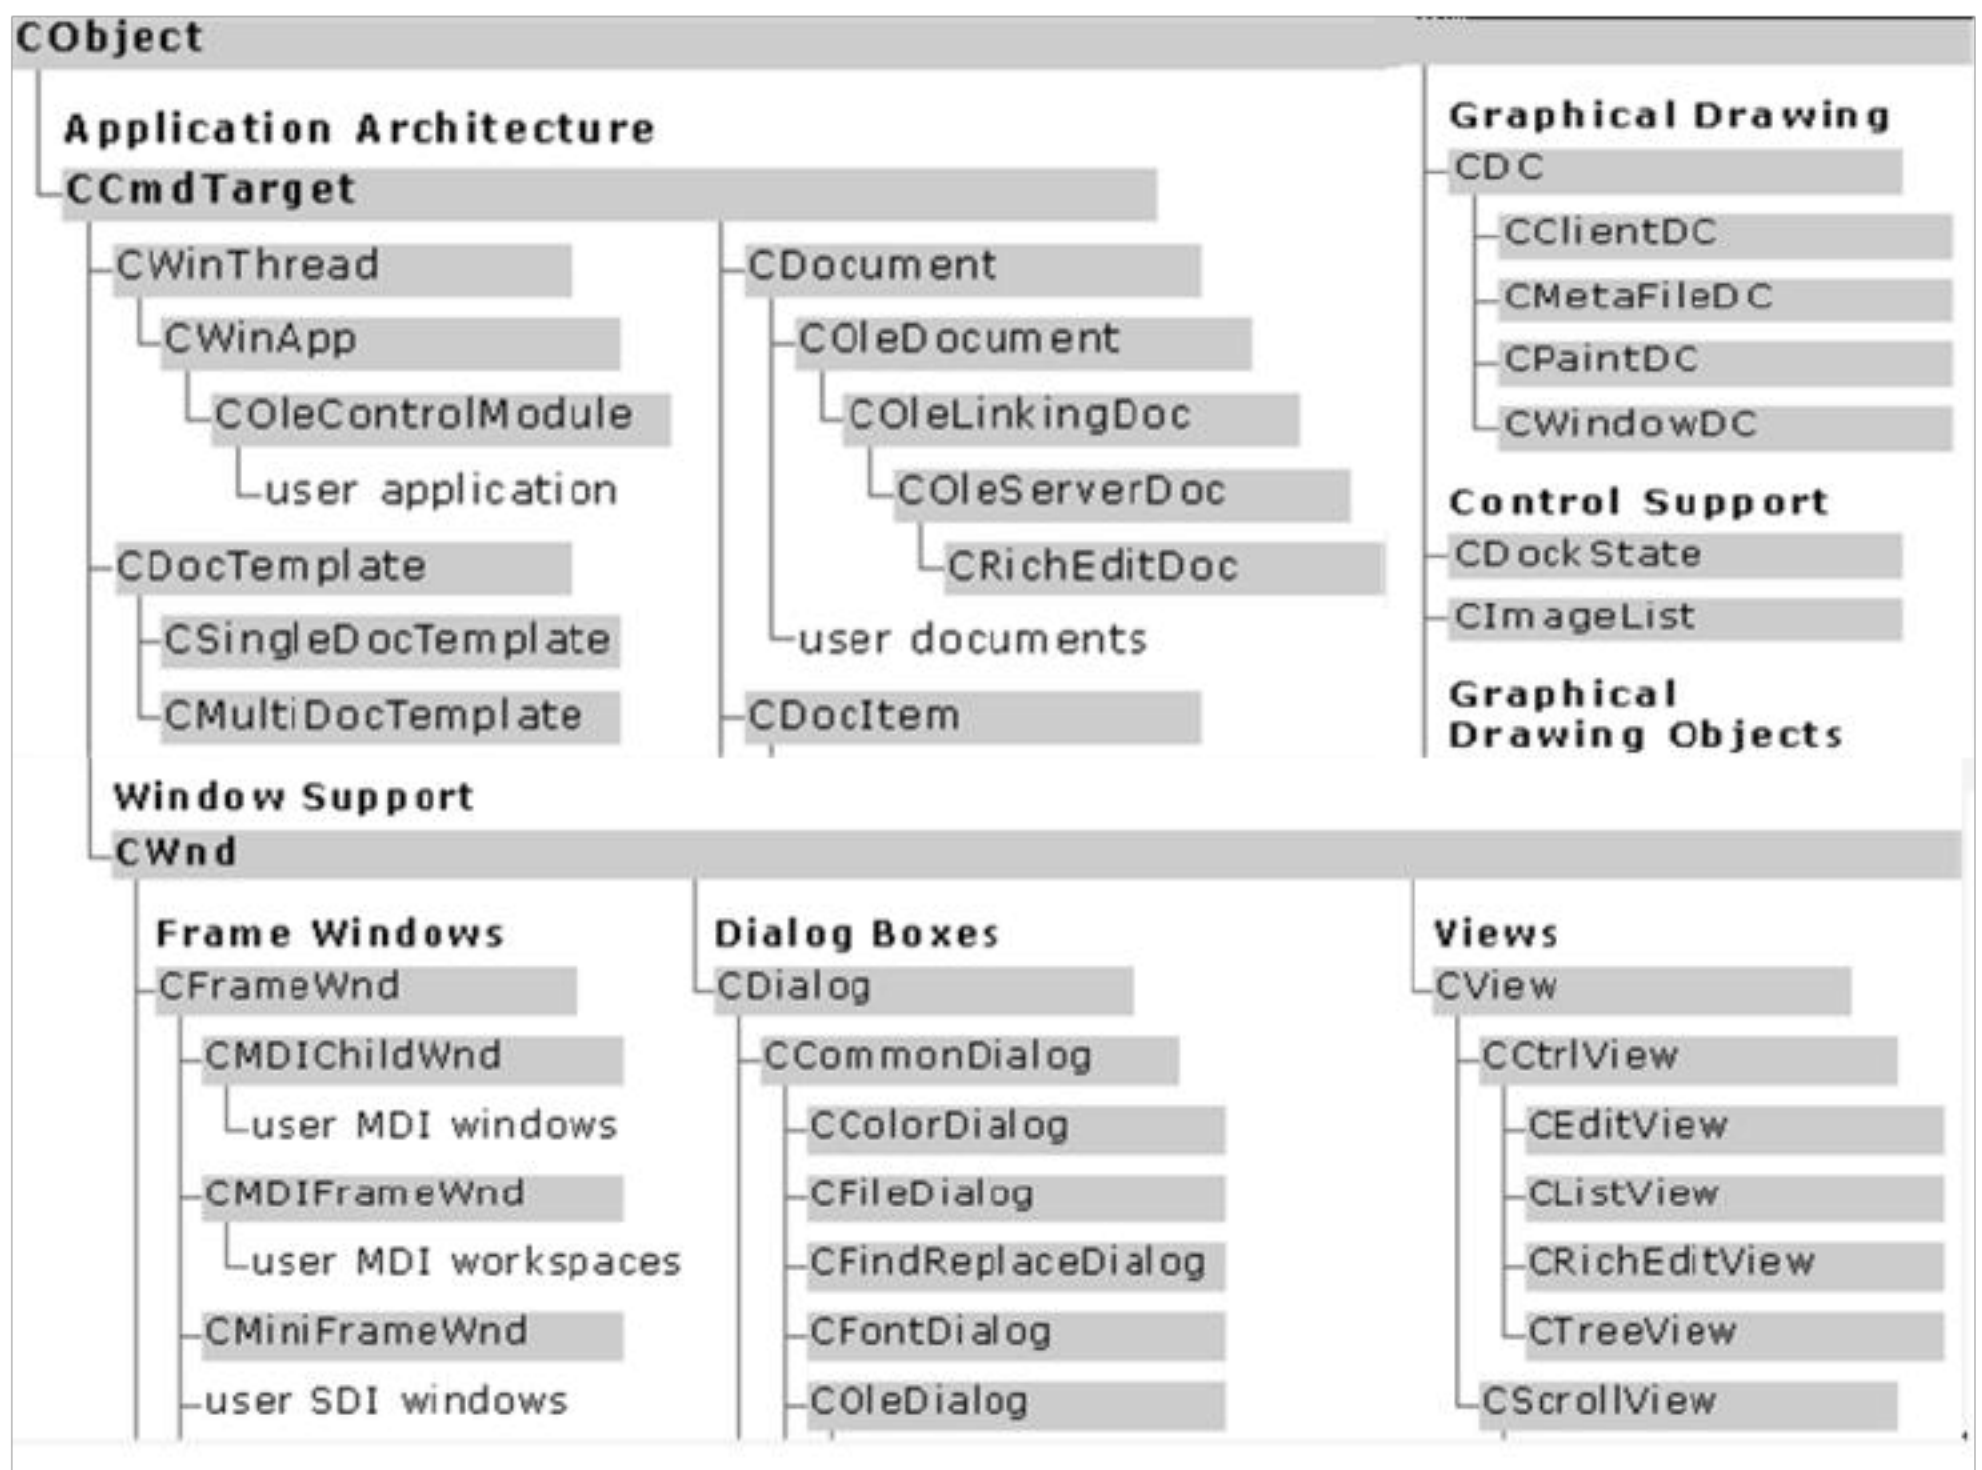 CObject
Application Architecture
CCmdTarget
CWinThread
CWinApp
COleControlModule
user application
CDocTemplate
CSingleDocTemplate
CMultiDocTemplate
CDocument
COleDocument
COleLinkingDoc
COleServerDoc
CRichEditDoc
user documents
CDocItem
Graphical Drawing
CDC
CClientDC
CMetaFileDC
CPaintDC
CWindowDC
Control Support
CDockState
CImageList
Graphical
Drawing Objects
Window Support
CWnd
Frame Windows
CFrameWnd
CMDIChildWnd
user MDI windows
CMDIFrameWnd
user MDI workspaces
CMiniFrameWnd
user SDI windows
Dialog Boxes
CDialog
CCommonDialog
CColorDialog
CFileDialog
CFindReplaceDialog
CFontDialog
COleDialog
Views
CView
CCtrlView
CEditView
CListView
CRichEditView
CTreeView
CScrollView